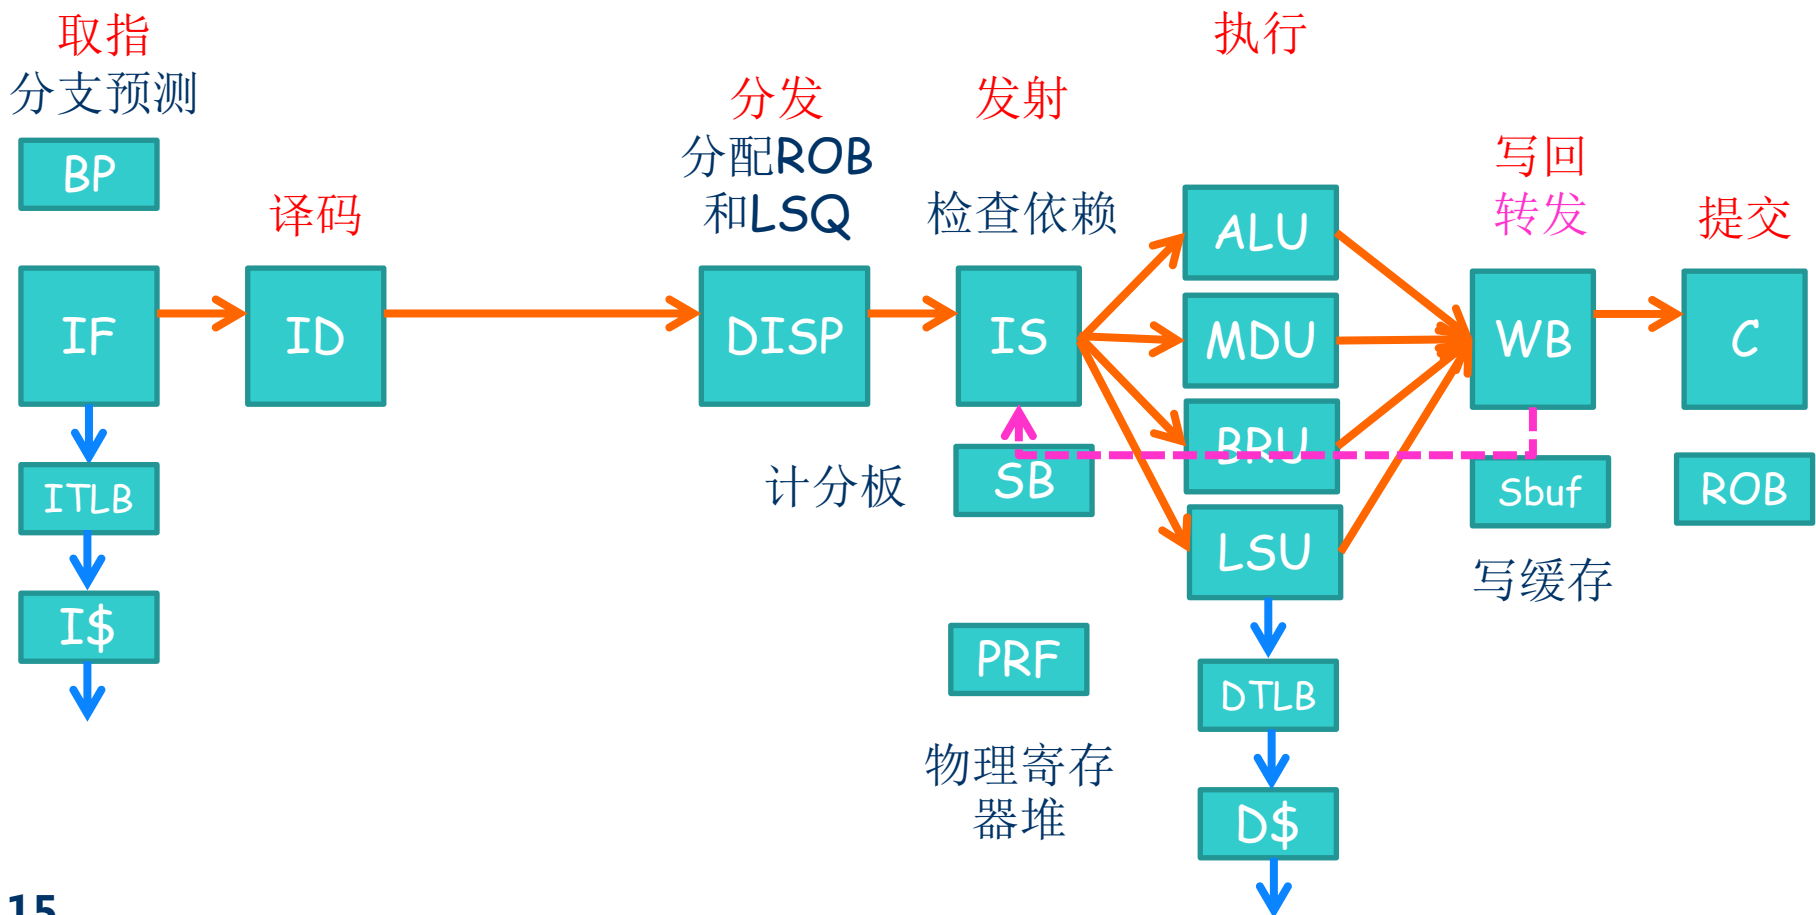 取指
分支预测
BP
IF
ITLB
I$
译码
ID
分发
分配ROB
和LSQ
DISP
发射
检查依赖
IS
计分板
SB
PRF
物理寄存
器堆
执行
ALU
MDU
BRU
LSU
DTLB
D$
写回
转发
WB
Sbuf
写缓存
提交
C
ROB
15